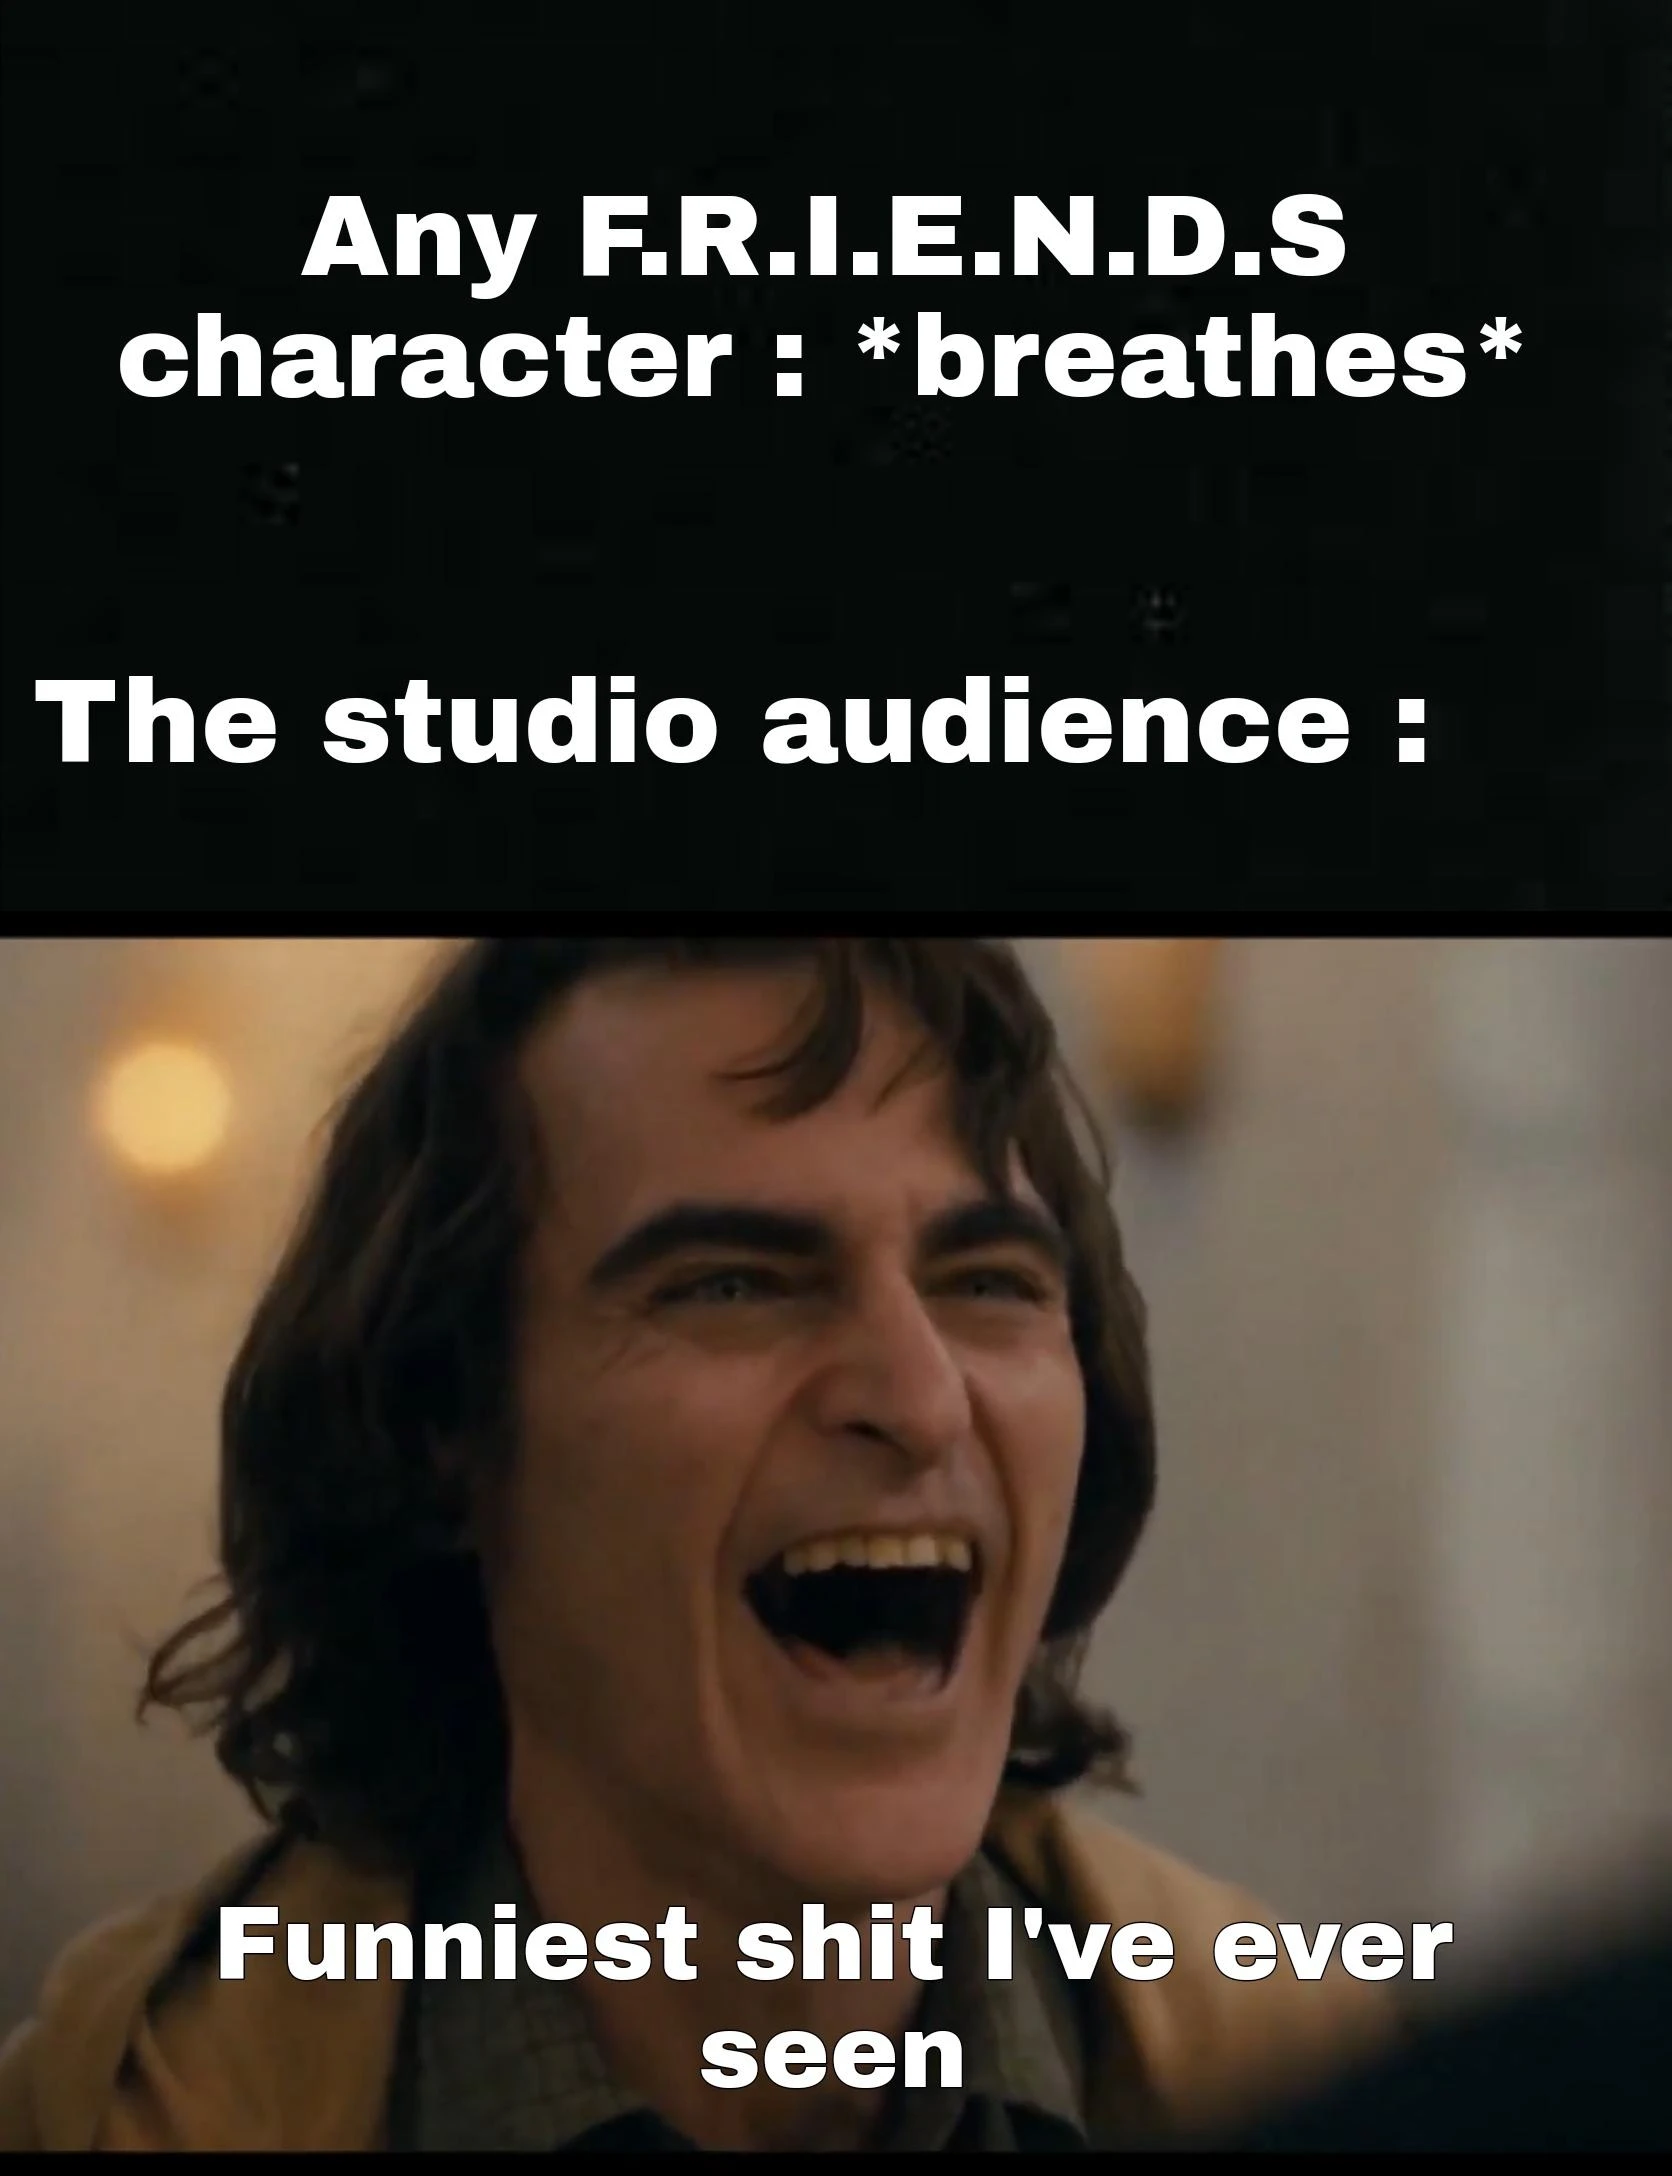 Any F.R.I.E.N.D.S
character : *breathes*
The studio audience :
Funniest shit I've ever
seen